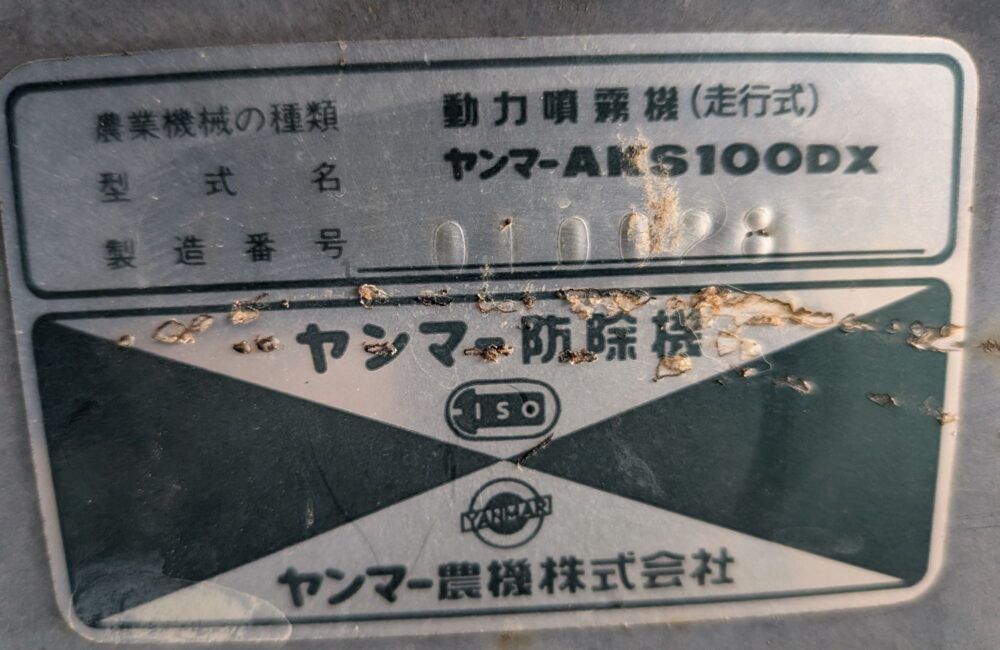 農業機械の種類 動力噴霧機(走行式)
型式名 ヤンマーAKS100DX
製造番号 010028
ヤンマー防除機
ISO
YANMAR
ヤンマー農機株式会社